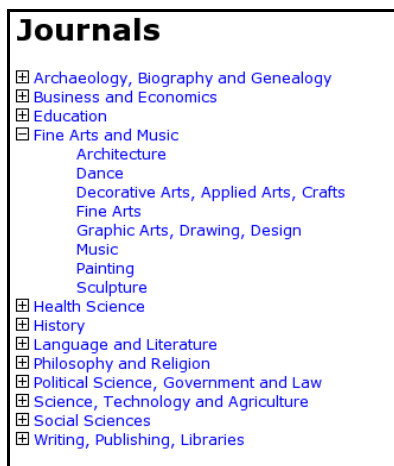 Journals
Archaeology, Biography and Genealogy
Business and Economics
Education
Fine Arts and Music
Architecture
Dance
Decorative Arts, Applied Arts, Crafts
Fine Arts
Graphic Arts, Drawing, Design
Music
Painting
Sculpture
Health Science
History
Language and Literature
Philosophy and Religion
Political Science, Government and Law
Science, Technology and Agriculture
Social Sciences
Writing, Publishing, Libraries